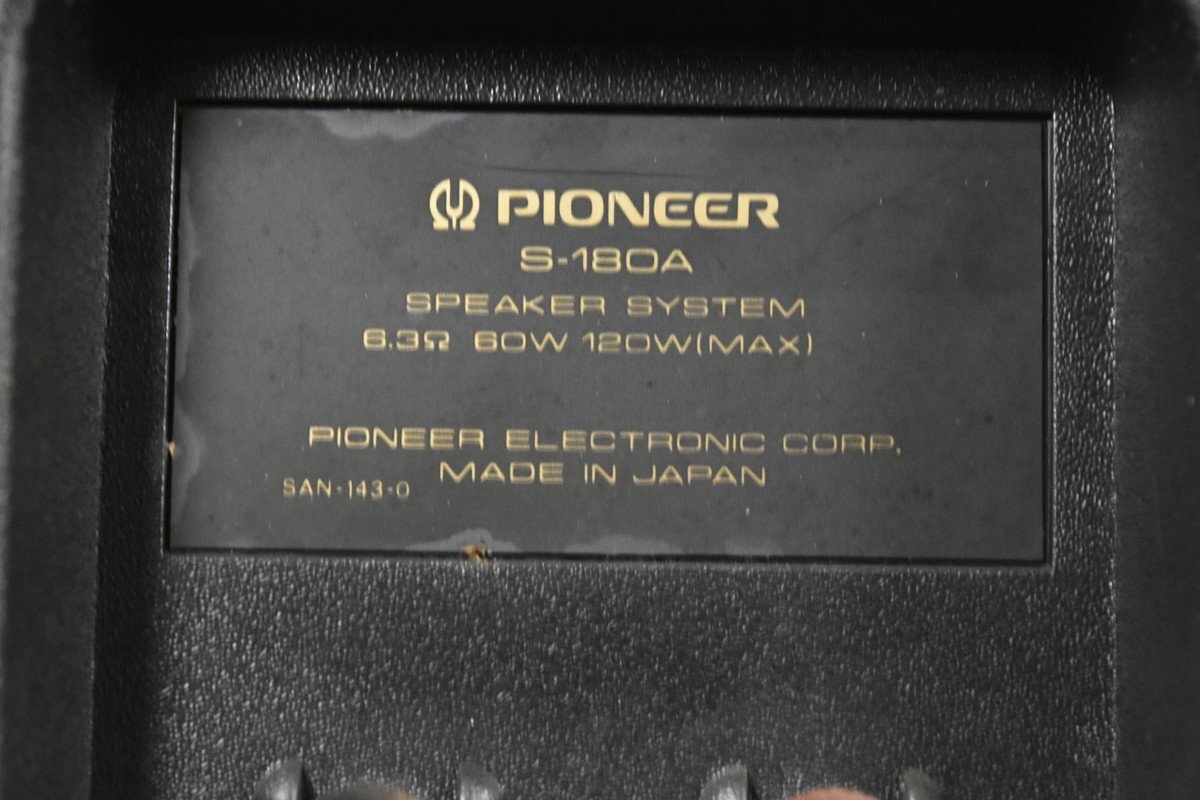 PIONEER
S-180A
SPEAKER SYSTEM
6.3Ω 60W 120W(MAX)
PIONEER ELECTRONIC CORP.
MADE IN JAPAN
SAN-143-0